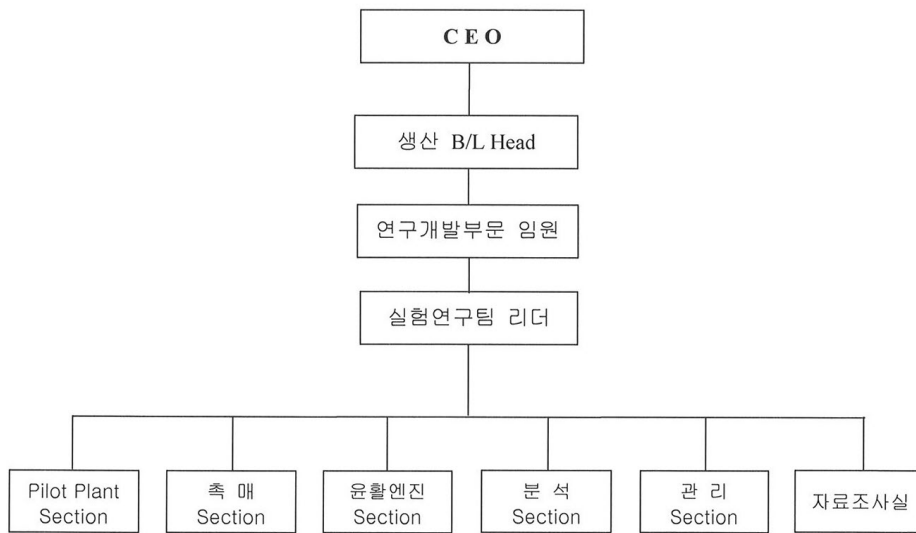 C E O
생산 B/L Head
연구개발부문 임원
실험연구팀 리더
Pilot Plant
Section
촉 매
Section
윤활엔진
Section
분 석
Section
관 리
Section
자료조사실